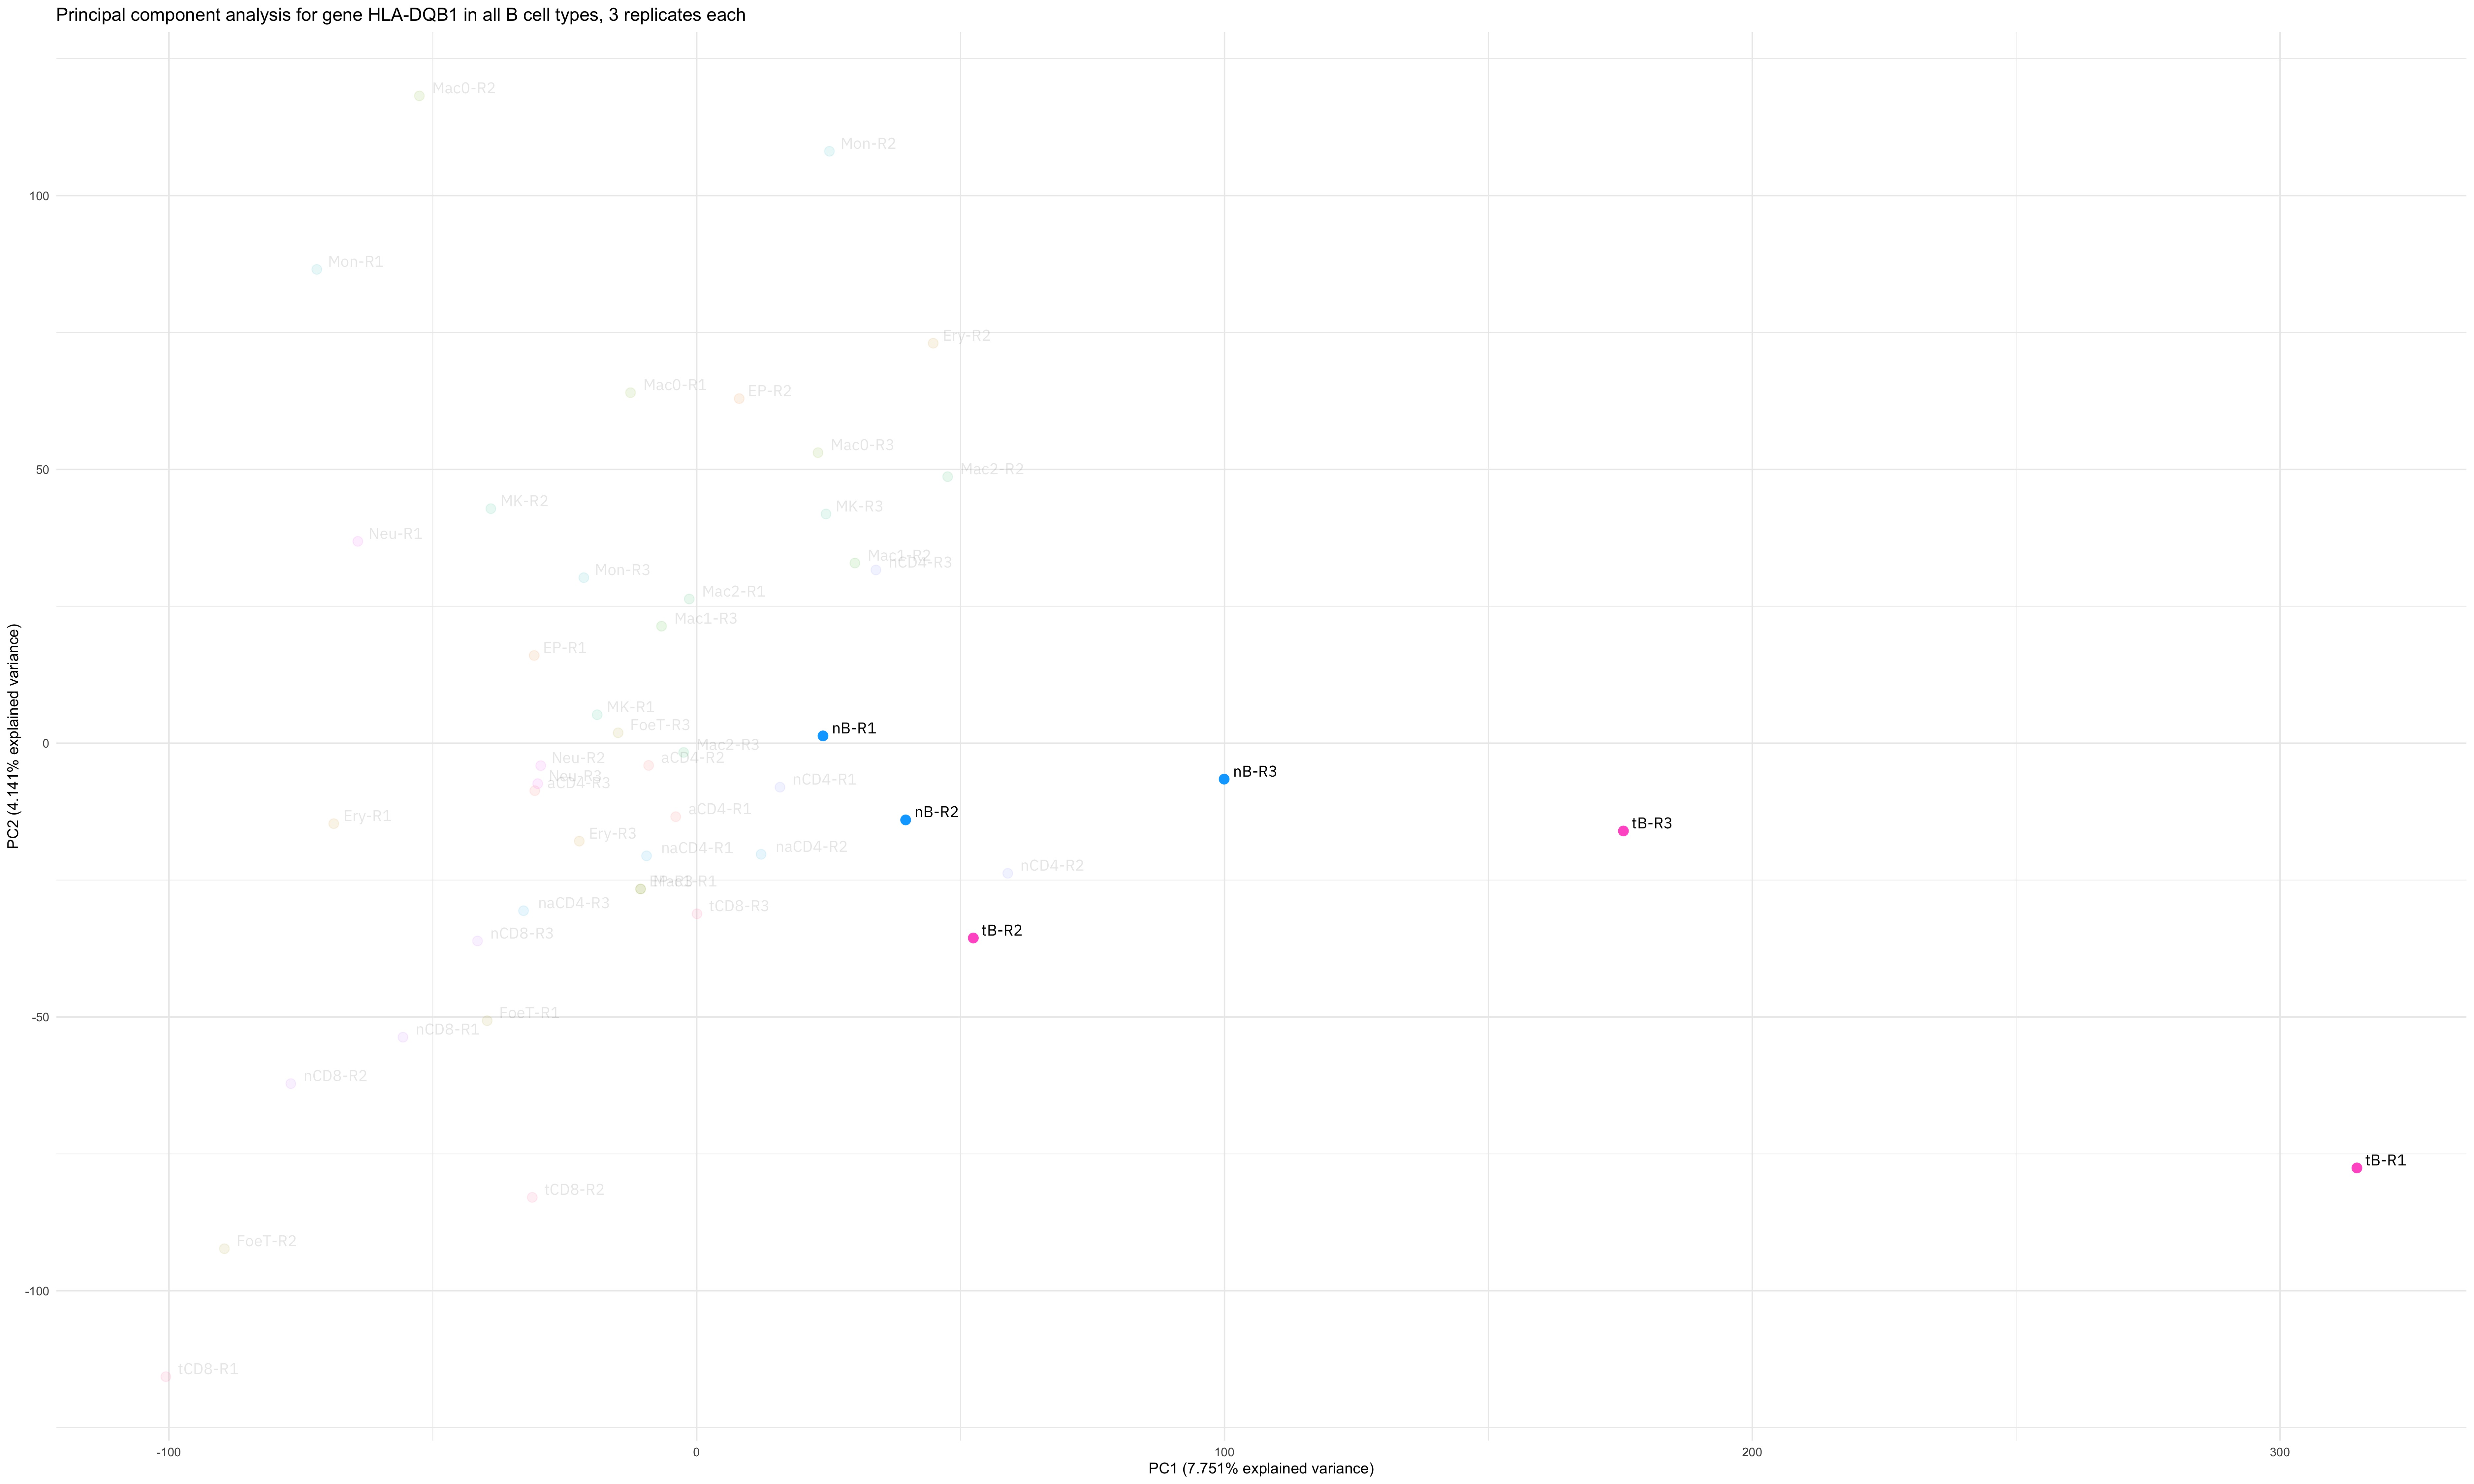 Principal component analysis for gene HLA-DQB1 in all B cell types, 3 replicates each
Mac0-R2
Mon-R2
100
Mon-R1
Ery-R2
Mac0-R1
EP-R2
Mac0-R3
50
Mac2-R2
MK-R2
MK-R3
Neu-R1
Mac1-R2
nCD4-R3
Mon-R3
Mac2-R1
Mac1-R3
EP-R1
MK-R1
FoeT-R3
nB-R1
0
Mac2-R3
Neu-R2
aCD4-R2
nB-R3
Neu-R3
aCD4-R3
nCD4-R1
PC2 (4.141% explained variance)
Ery-R1
aCD4-R1
nB-R2
tB-R3
Ery-R3
naCD4-R1
naCD4-R2
nCD4-R2
EP-R3
Mac1-R1
naCD4-R3
tCD8-R3
nCD8-R3
tB-R2
-50
FoeT-R1
nCD8-R1
nCD8-R2
tB-R1
tCD8-R2
FoeT-R2
-100
tCD8-R1
-100 0 100 200 300
PC1 (7.751% explained variance)